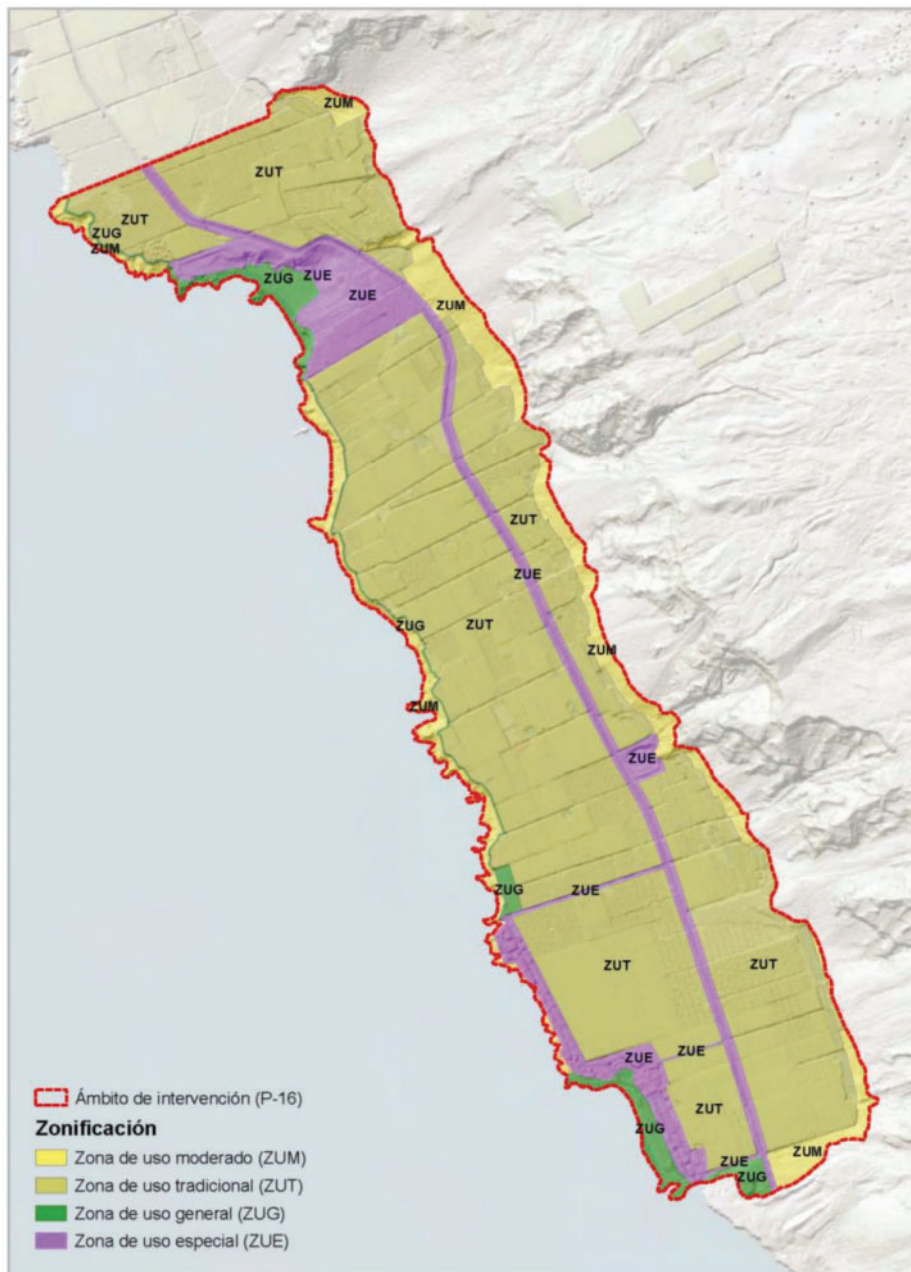 ZUM
ZUT
ZUT
ZUG
ZUM
ZUG
ZUE
ZUE
ZUM
ZUT
ZUE
ZUG
ZUT
ZUM
ZUM
ZUE
ZUG
ZUE
ZUT
ZUT
ZUE
ZUE
ZUT
ZUG
ZUM
ZUE
ZUG
Ámbito de intervención (P-16)
Zonificación
Zona de uso moderado (ZUM)
Zona de uso tradicional (ZUT)
Zona de uso general (ZUG)
Zona de uso especial (ZUE)